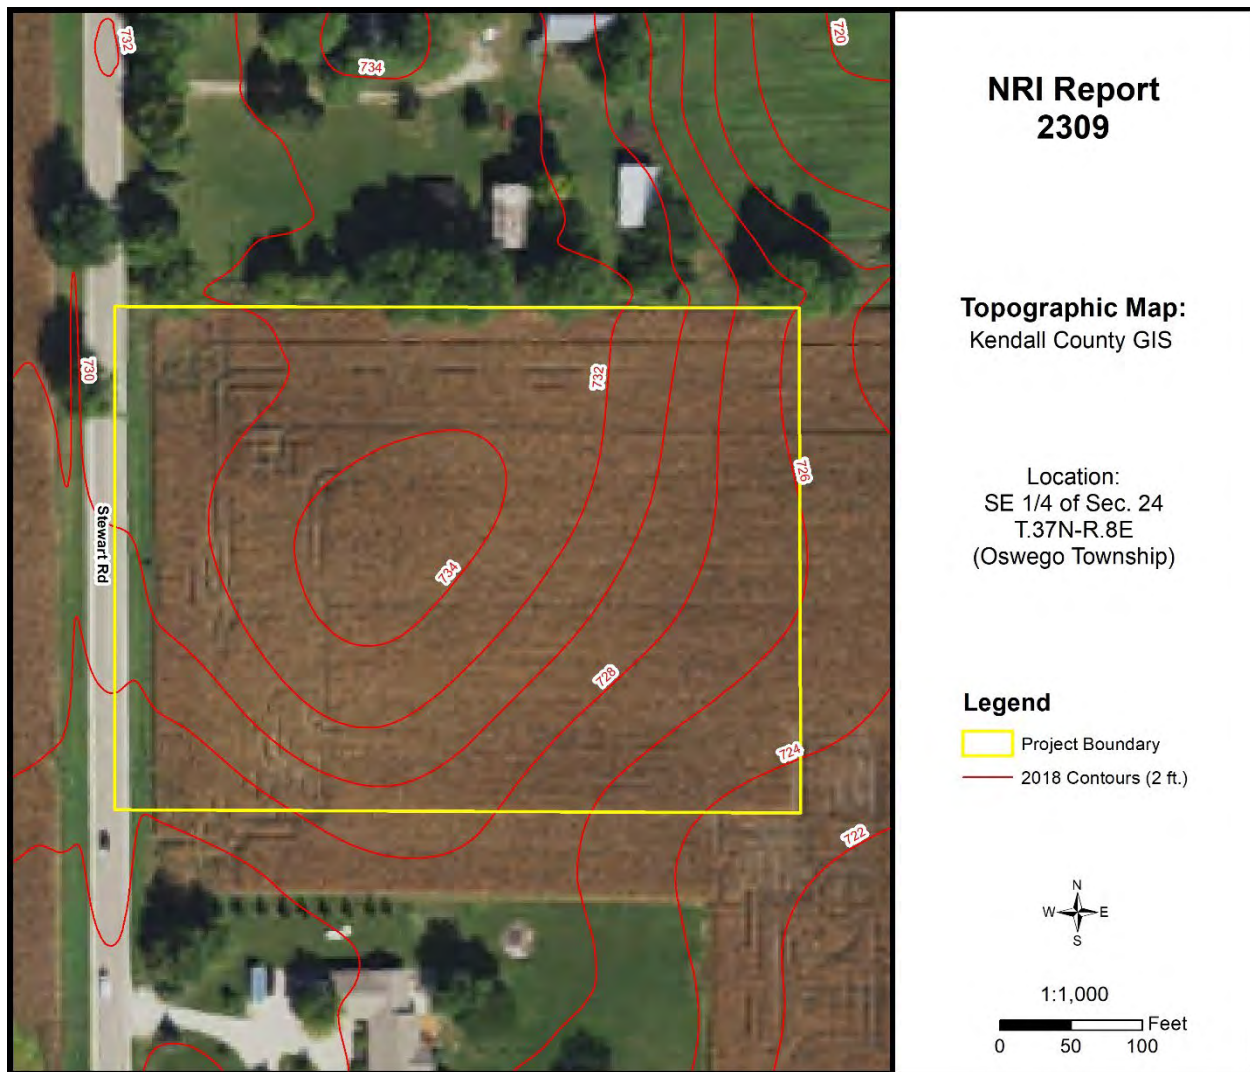 732
734
720
730
732
726
Stewart Rd
734
728
724
722
NRI Report
2309
Topographic Map:
Kendall County GIS
Location:
SE 1/4 of Sec. 24
T.37N-R.8E
(Oswego Township)
Legend
Project Boundary
2018 Contours (2 ft.)
N
W E
S
1:1,000
Feet
0 50 100